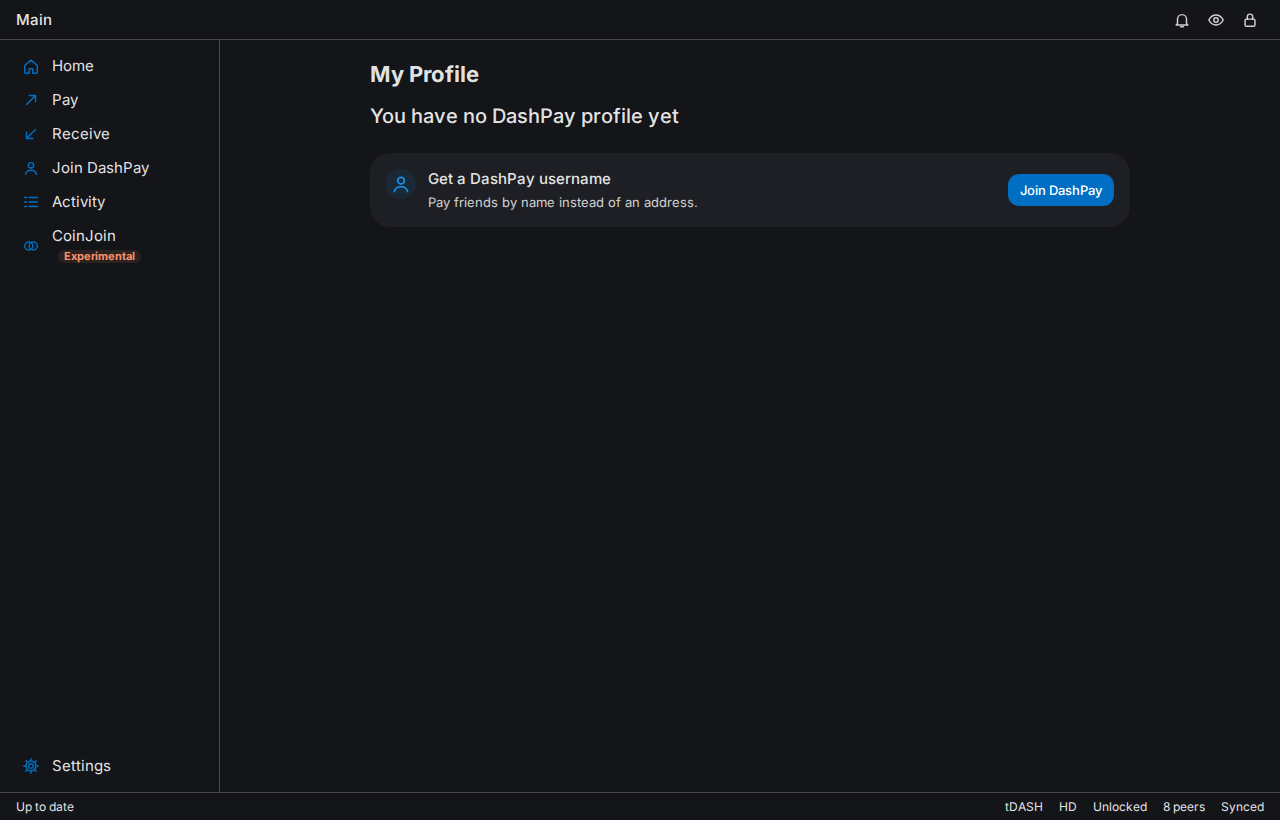 Main
Home
Pay
Receive
Join DashPay
Activity
CoinJoin
Experimental
Settings
My Profile
You have no DashPay profile yet
Get a DashPay username
Pay friends by name instead of an address.
Join DashPay
Up to date
tDASH HD Unlocked 8 peers Synced